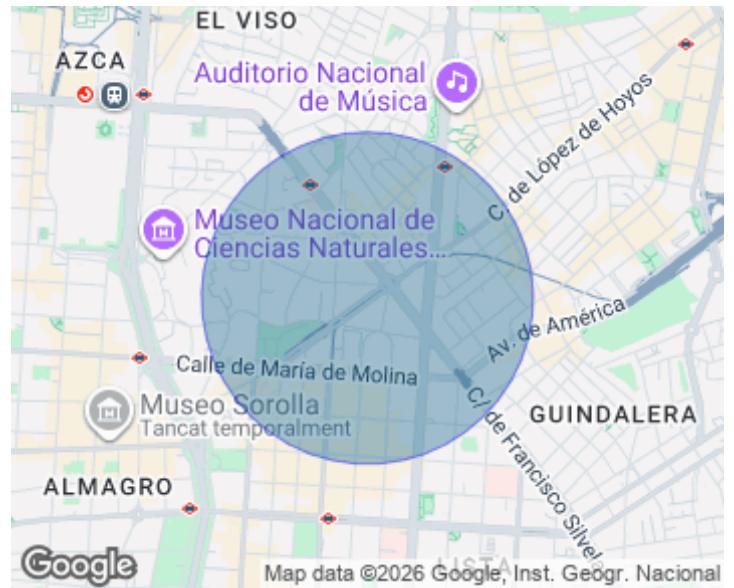 EL VISO
AZCA
Auditorio Nacional
de Música
C. de López de Hoyos
Museo Nacional de
Ciencias Naturales...
Av. de América
Calle de María de Molina
Museo Sorolla
Tancat temporalment
C/ de Francisco Silvela
GUINDALERA
ALMAGRO
LISTA
Google
Map data ©2026 Google, Inst. Geogr. Nacional